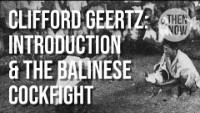 CLIFFORD GEERTZ:
INTRODUCTION
& THE BALINESE
COCKFIGHT
THEN
NOW